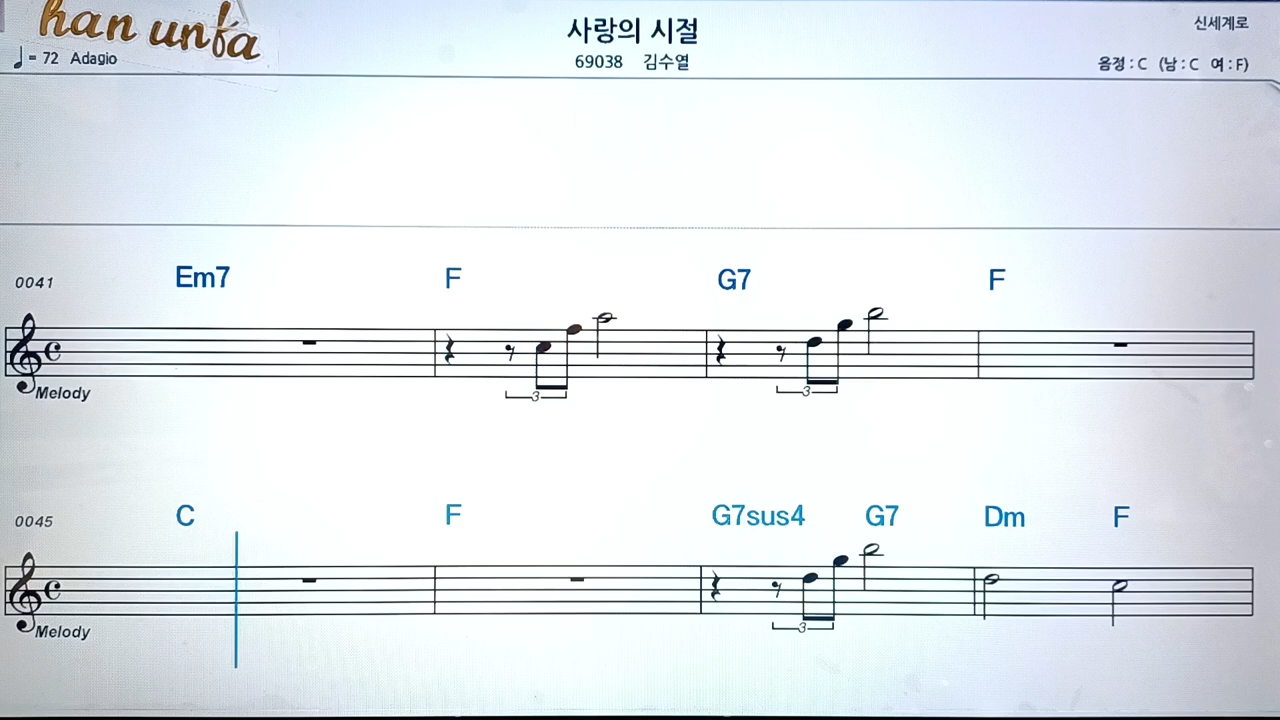 han unfa
♩= 72 Adagio
사랑의 시절
69038 김수열
신세계로
음정 : C (남 : C 여 : F)
0041 Em7 F G7 F
Melody
3 3
0045 C F G7sus4 G7 Dm F
Melody
3